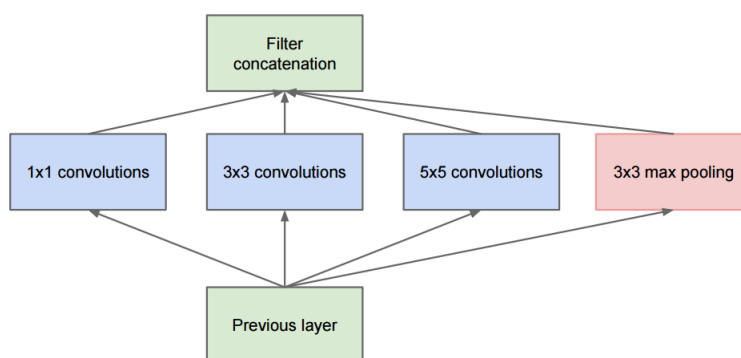 Filter
concatenation
1x1 convolutions
3x3 convolutions
5x5 convolutions
3x3 max pooling
Previous layer